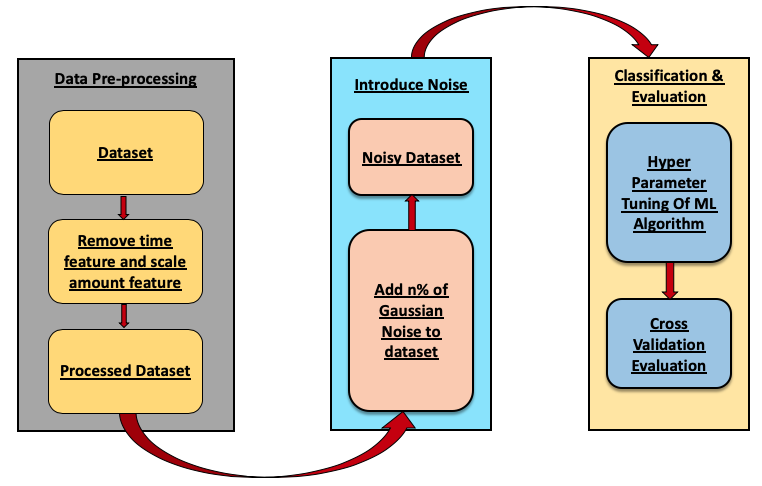 Data Pre-processing
Dataset
Remove time
feature and scale
amount feature
Processed Dataset
Introduce Noise
Noisy Dataset
Add n% of
Gaussian
Noise to
dataset
Classification &
Evaluation
Hyper
Parameter
Tuning Of ML
Algorithm
Cross
Validation
Evaluation